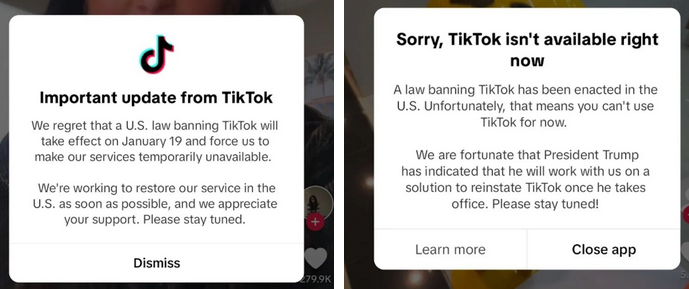 Important update from TikTok
We regret that a U.S. law banning TikTok will
take effect on January 19 and force us to
make our services temporarily unavailable.
We're working to restore our service in the
U.S. as soon as possible, and we appreciate
your support. Please stay tuned.
Dismiss
279.9K
Sorry, TikTok isn't available right
now
A law banning TikTok has been enacted in the
U.S. Unfortunately, that means you can't use
TikTok for now.
We are fortunate that President Trump
has indicated that he will work with us on a
solution to reinstate TikTok once he takes
office. Please stay tuned!
Learn more
Close app